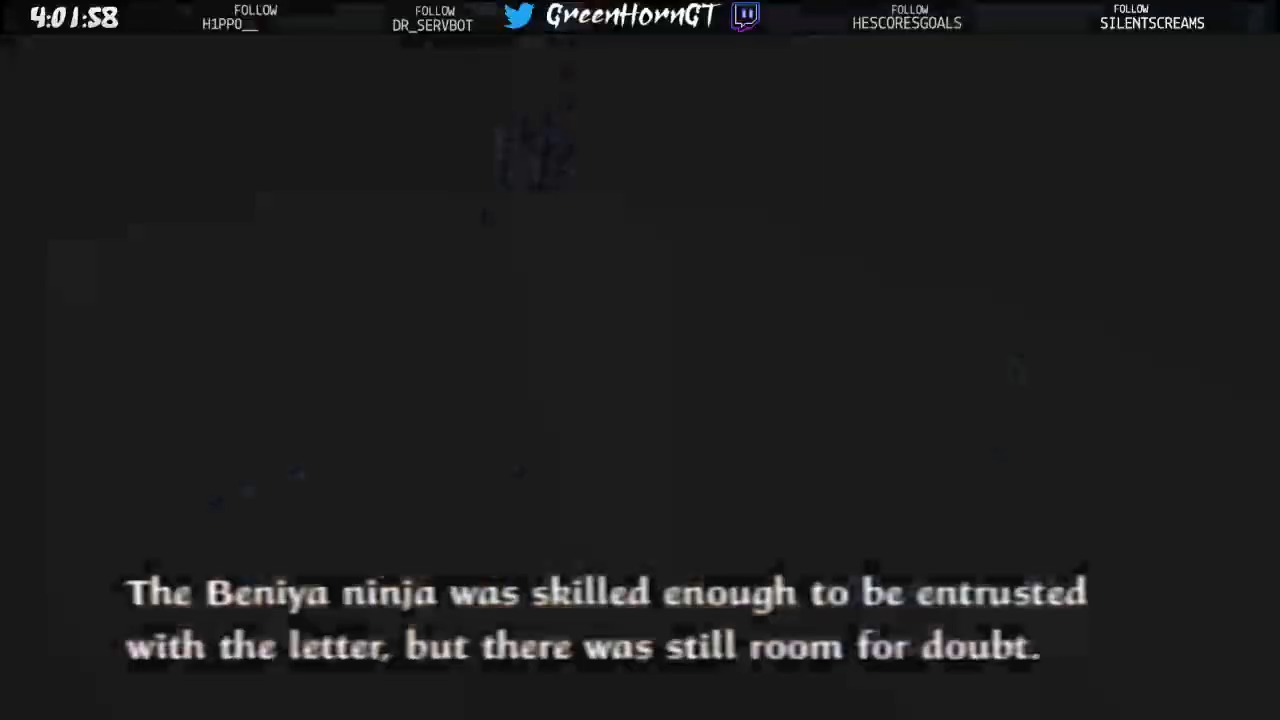 4:01:58
FOLLOW
H1PPO__
FOLLOW
DR_SERVBOT
GreenHornGT
FOLLOW
HESCORESGOALS
FOLLOW
SILENTSCREAMS
The Beniya ninja was skilled enough to be entrusted
with the letter, but there was still room for doubt.